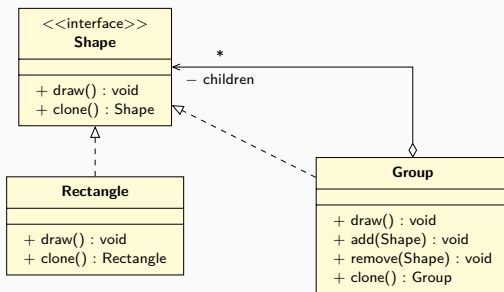 <<interface>>
Shape
+ draw() : void
+ clone() : Shape
*
− children
Rectangle
+ draw() : void
+ clone() : Rectangle
Group
+ draw() : void
+ add(Shape) : void
+ remove(Shape) : void
+ clone() : Group